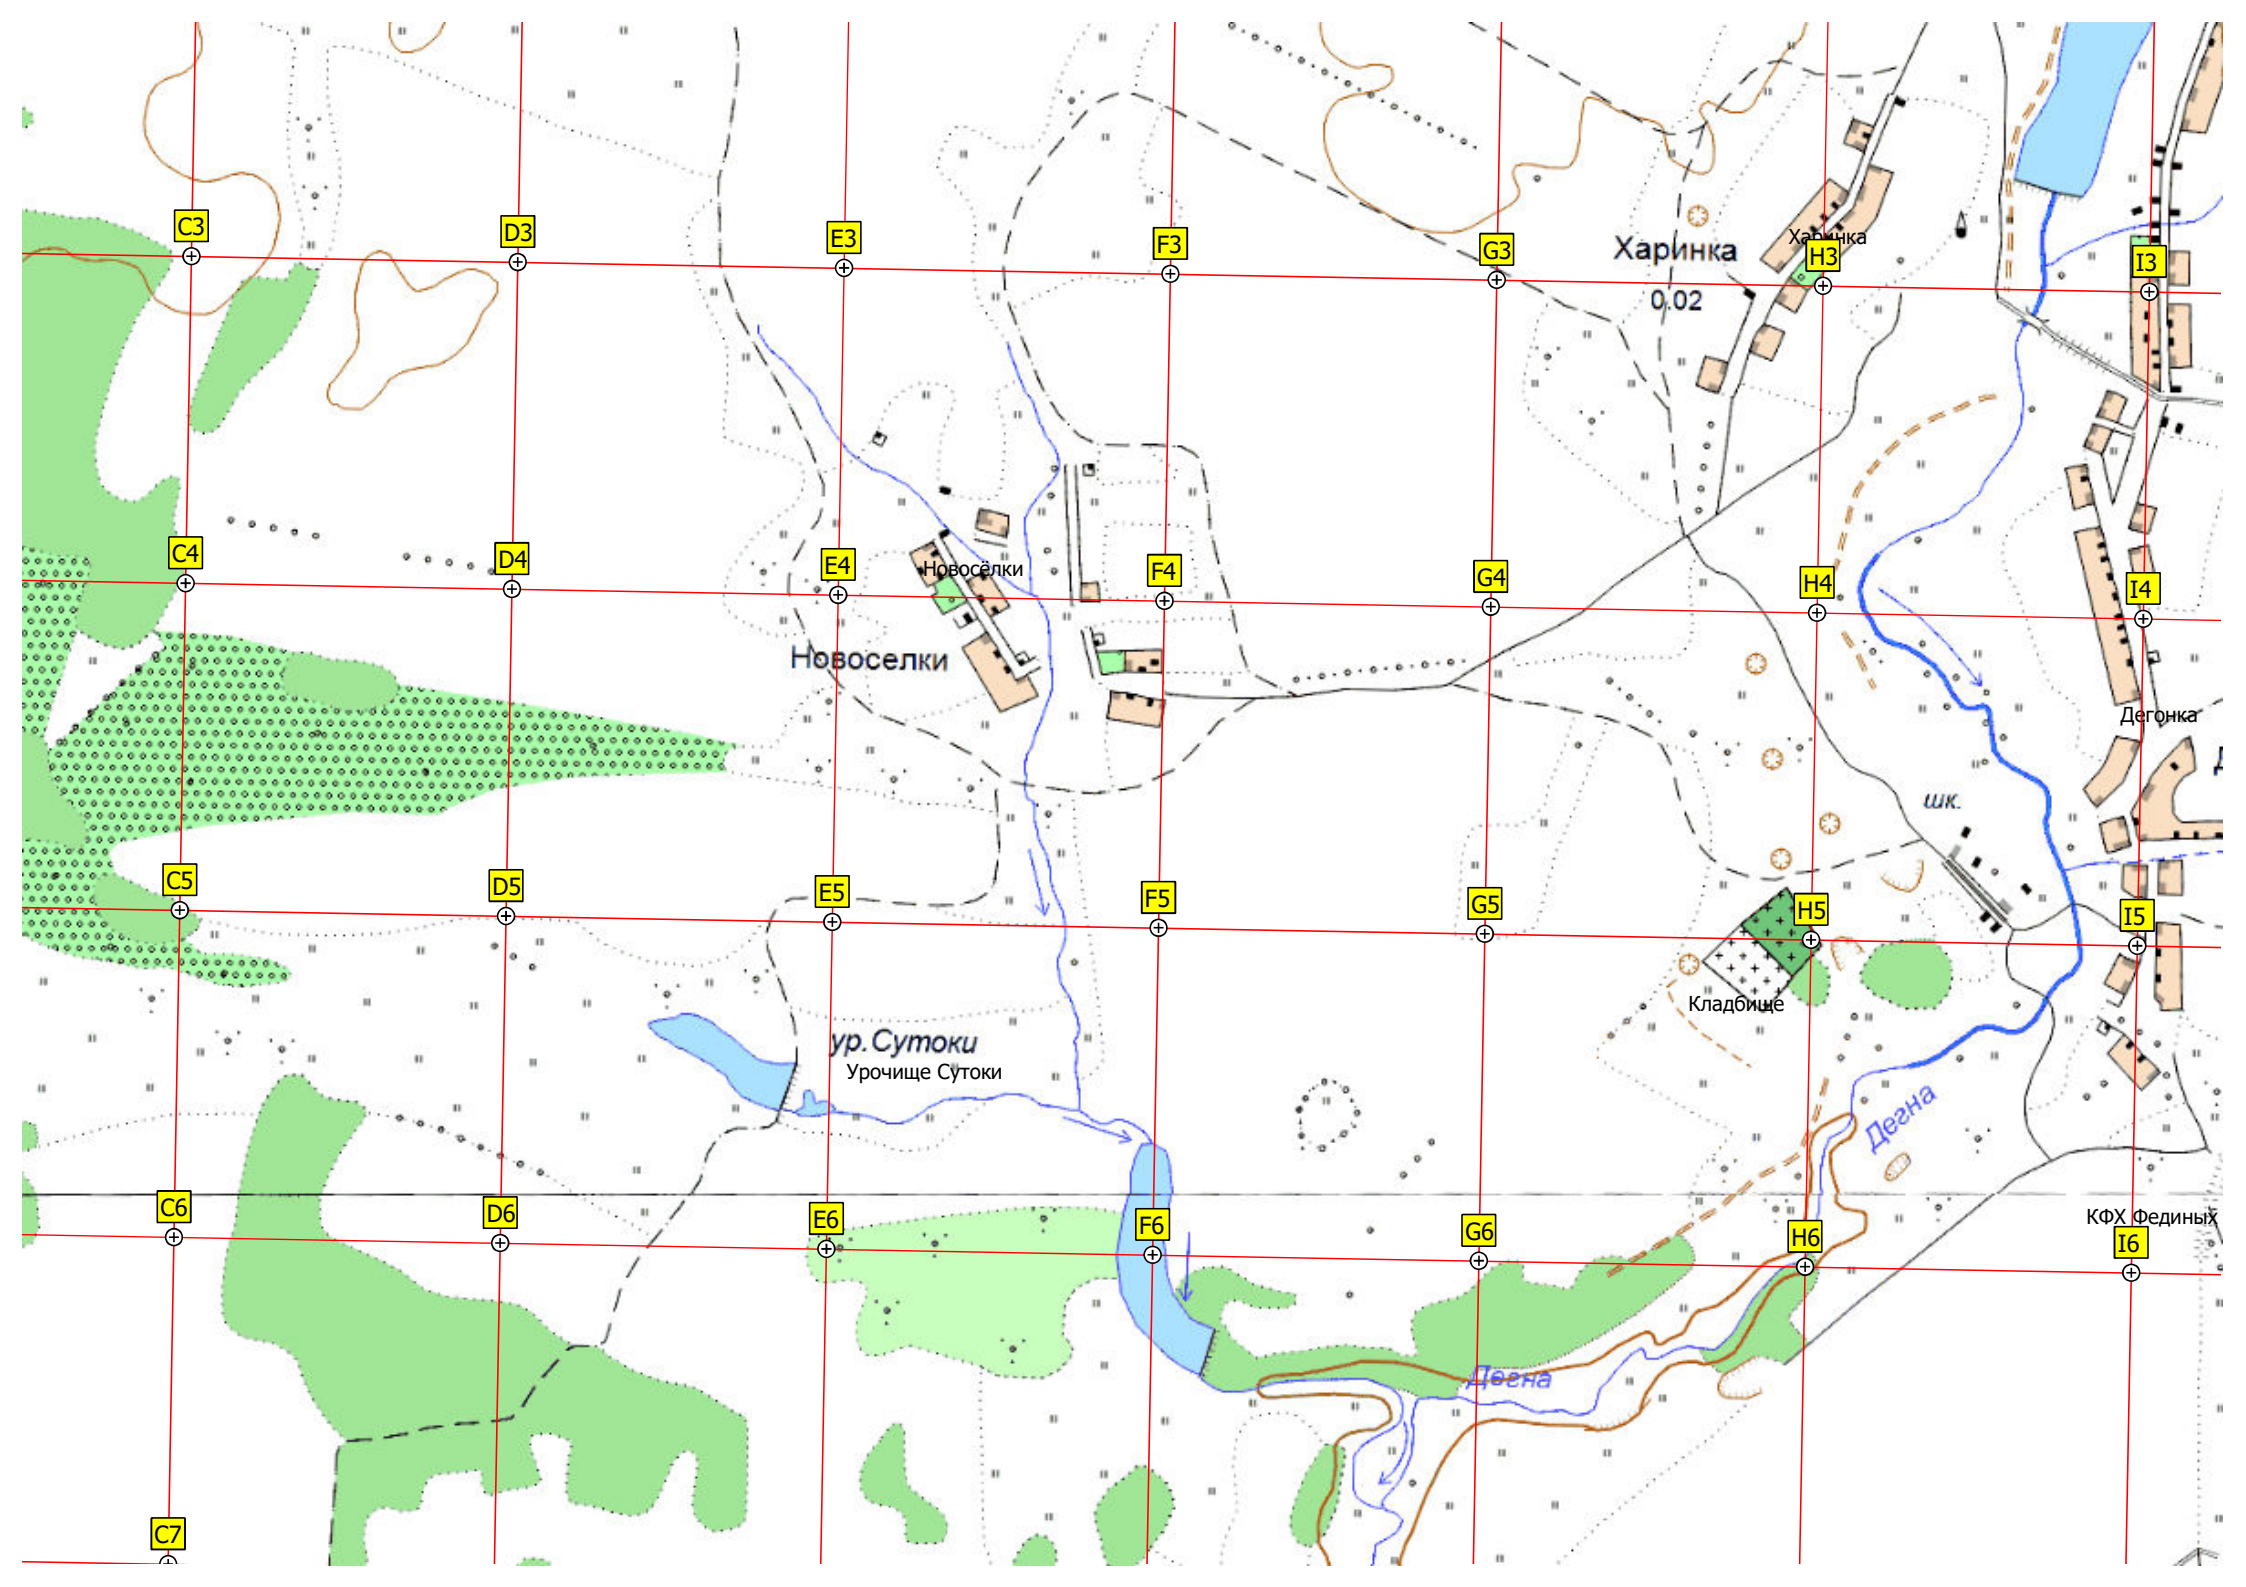 C3
D3
E3
F3
G3
Харинка
H3
I3
Харинка
0.02
C4
D4
E4
Новосёлки
F4
G4
H4
I4
Новоселки
Дегонка
Д
шк.
C5
D5
E5
F5
G5
H5
I5
Кладбище
ур.Сутоки
Урочище Сутоки
Дегна
C6
D6
E6
F6
G6
H6
КФХ Фединых
I6
Дегна
C7